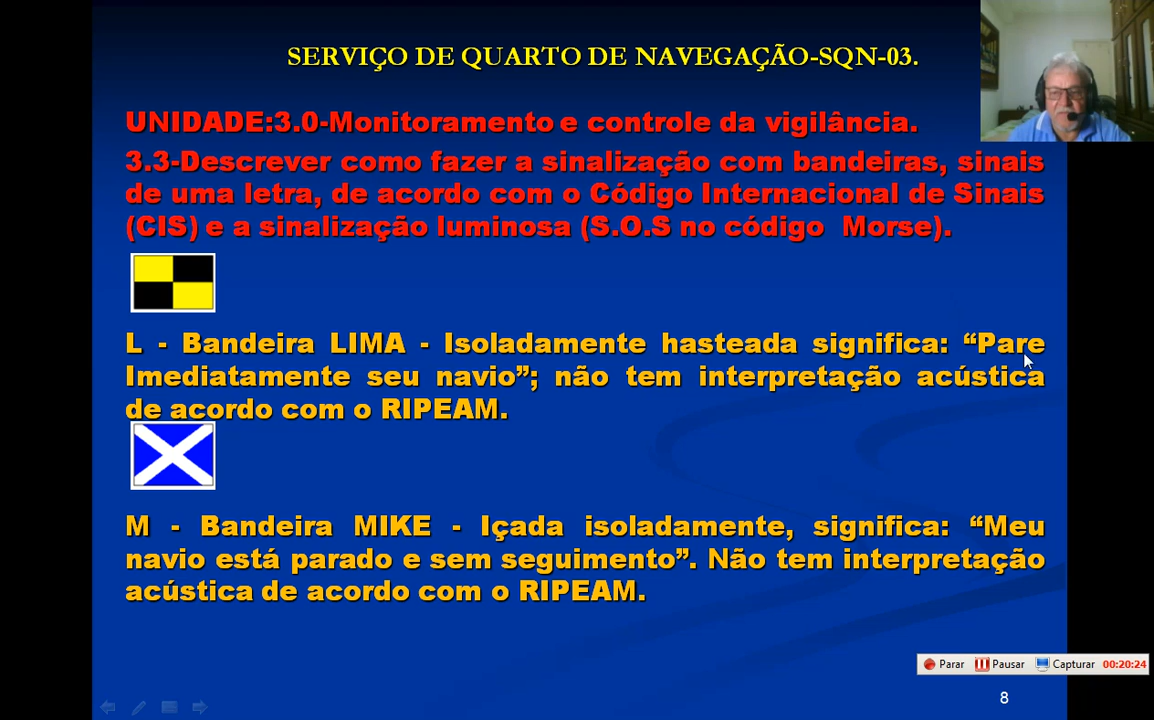 SERVIÇO DE QUARTO DE NAVEGAÇÃO-SQN-03.
UNIDADE:3.0-Monitoramento e controle da vigilância.
3.3-Descrever como fazer a sinalização com bandeiras, sinais
de uma letra, de acordo com o Código Internacional de Sinais
(CIS) e a sinalização luminosa (S.O.S no código Morse).
L - Bandeira LIMA - Isoladamente hasteada significa: “Pare
Imediatamente seu navio”; não tem interpretação acústica
de acordo com o RIPEAM.
M - Bandeira MIKE - Içada isoladamente, significa: “Meu
navio está parado e sem seguimento”. Não tem interpretação
acústica de acordo com o RIPEAM.
Parar Pausar Capturar 00:20:24
8